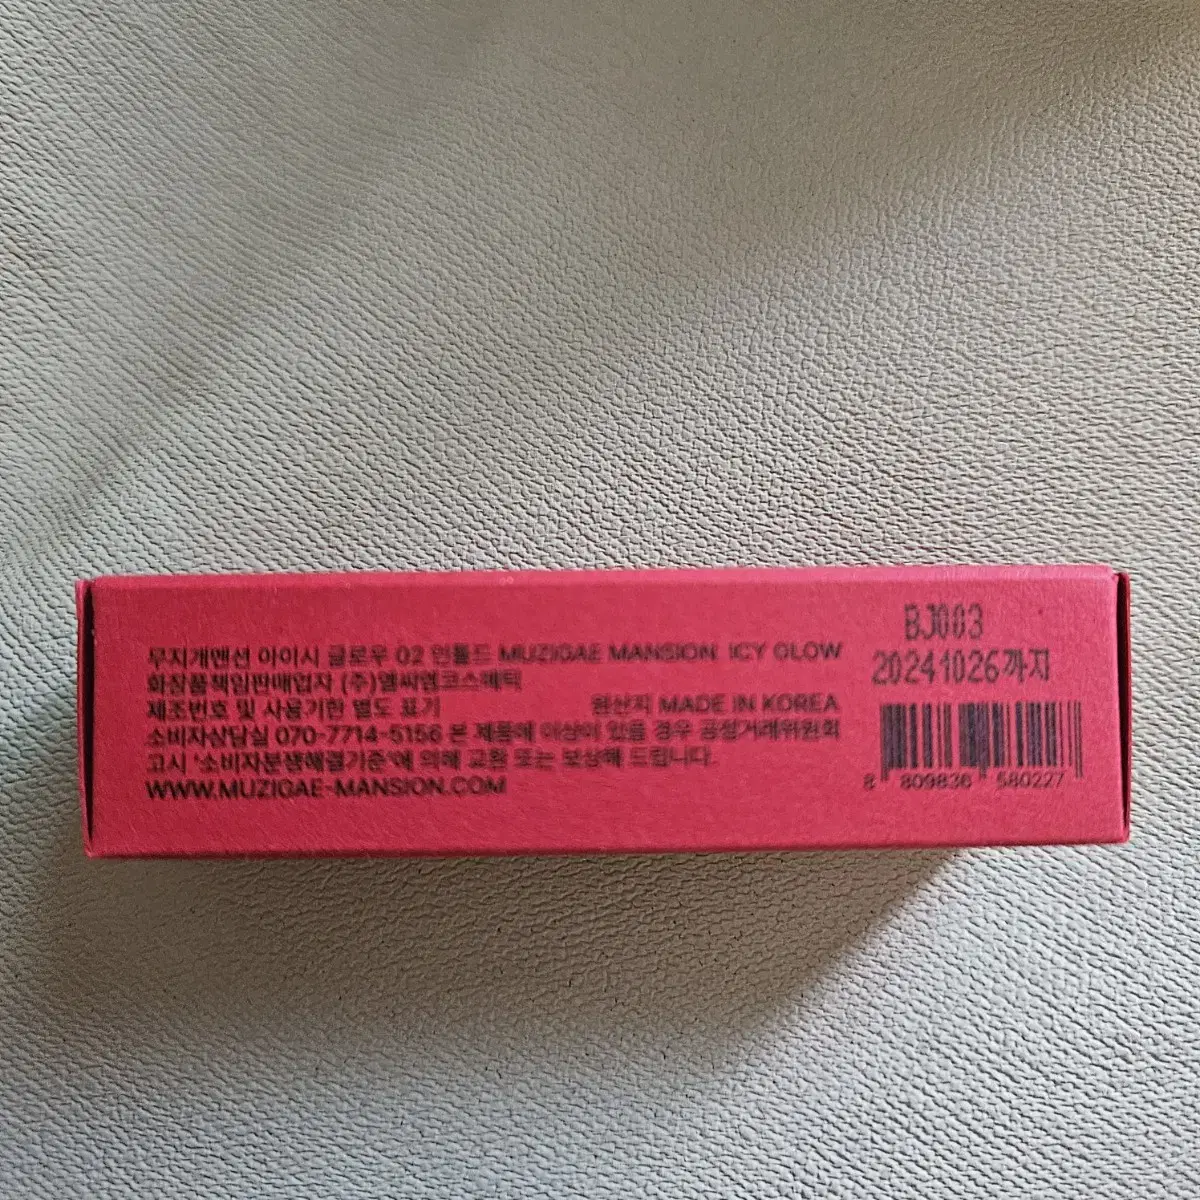 무지개맨션 아이시 글로우 02 인폴드 MUZIGAE MANSION ICY GLOW
화장품책임판매업자 (주)엘씨엠코스메틱
제조번호 및 사용기한 별도 표기 원산지 MADE IN KOREA
소비자상담실 070-7714-5156 본 제품에 이상이 있을 경우 공정거래위원회
고시 '소비자분쟁해결기준'에 의해 교환 또는 보상해 드립니다.
WWW.MUZIGAE-MANSION.COM
BJ003
20241026까지
8 809836 580227